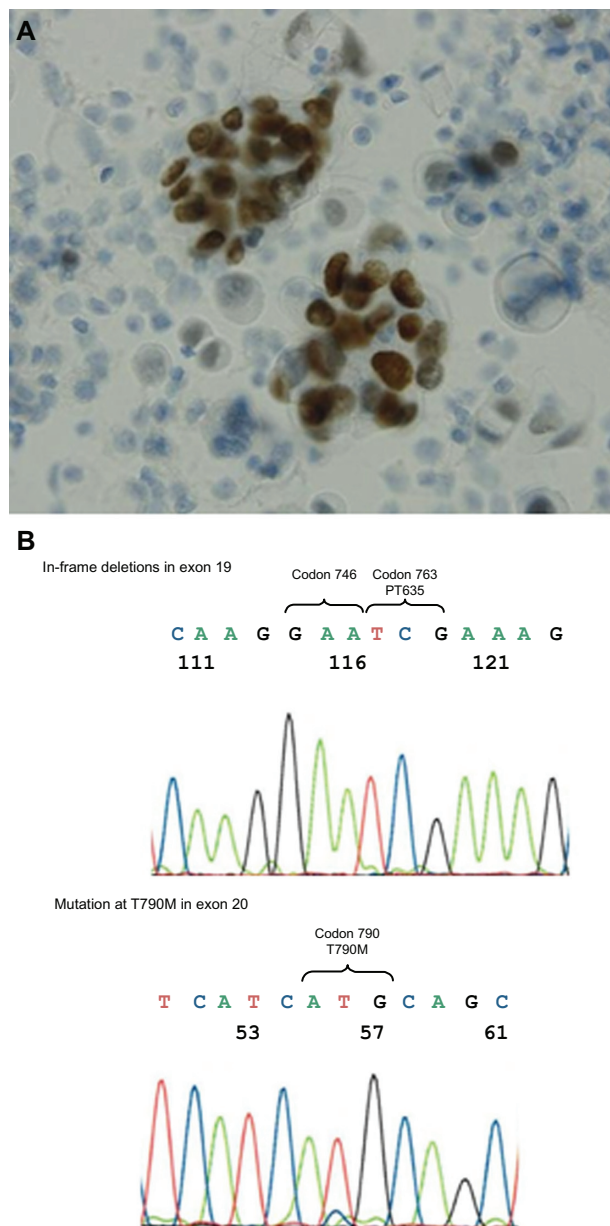 A
B
In-frame deletions in exon 19
Codon 746 Codon 763
PT635
C A A G G A A T C G A A A G
111 116 121
Mutation at T790M in exon 20
Codon 790
T790M
T C A T C A T G C A G C
53 57 61